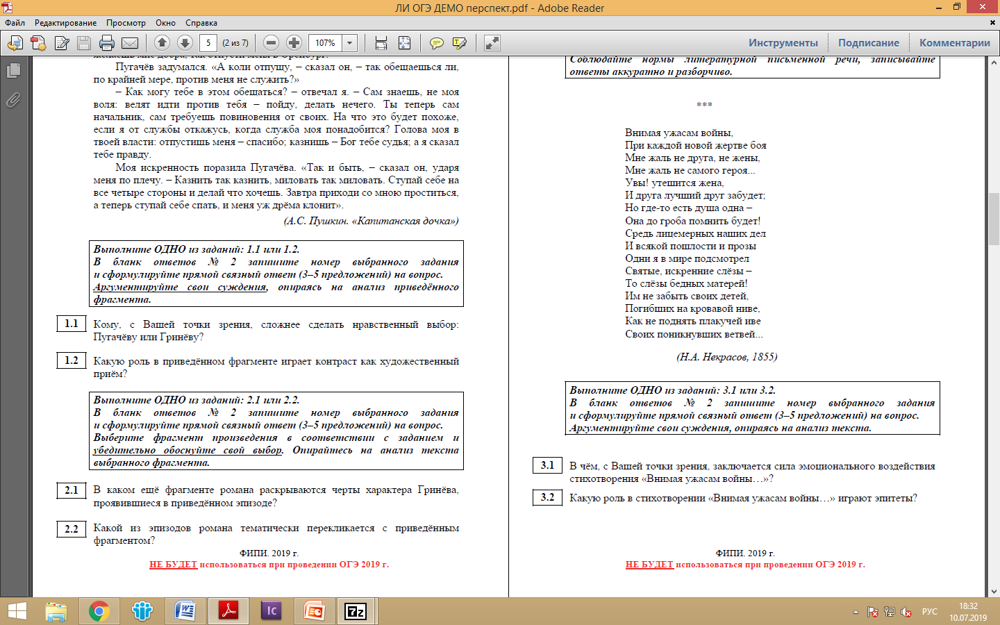 ЛИ ОГЭ ДЕМО перспект.pdf - Adobe Reader
Файл Редактирование Просмотр Окно Справка
5 (2 из 7) 107% Инструменты Подписание Комментарии
Пугачёв задумался. «А коли отпущу, – сказал он, – так обещаешься ли,
по крайней мере, против меня не служить?»
– Как могу тебе в этом обещаться? – отвечал я. – Сам знаешь, не моя
воля: велят идти против тебя – пойду, делать нечего. Ты теперь сам
начальник, сам требуешь повиновения от своих. На что это будет похоже,
если я от службы откажусь, когда служба моя понадобится? Голова моя в
твоей власти: отпустишь меня – спасибо; казнишь – Бог тебе судья; а я сказал
тебе правду.
Моя искренность поразила Пугачёва. «Так и быть, – сказал он, ударя
меня по плечу. – Казнить так казнить, миловать так миловать. Ступай себе на
все четыре стороны и делай что хочешь. Завтра приходи со мною проститься,
а теперь ступай себе спать, и меня уж дрёма клонит».
(А.С. Пушкин. «Капитанская дочка»)
Выполните ОДНО из заданий: 1.1 или 1.2.
В бланк ответов № 2 запишите номер выбранного задания
и сформулируйте прямой связный ответ (3–5 предложений) на вопрос.
Аргументируйте свои суждения, опираясь на анализ приведённого
фрагмента.
1.1 Кому, с Вашей точки зрения, сложнее сделать нравственный выбор:
Пугачёву или Гринёву?
1.2 Какую роль в приведённом фрагменте играет контраст как художественный
приём?
Выполните ОДНО из заданий: 2.1 или 2.2.
В бланк ответов № 2 запишите номер выбранного задания
и сформулируйте прямой связный ответ (3–5 предложений) на вопрос.
Выберите фрагмент произведения в соответствии с заданием и
убедительно обоснуйте свой выбор. Опирайтесь на анализ текста
выбранного фрагмента.
2.1 В каком ещё фрагменте романа раскрываются черты характера Гринёва,
проявившиеся в приведённом эпизоде?
2.2 Какой из эпизодов романа тематически перекликается с приведённым
фрагментом?
ФИПИ. 2019 г.
НЕ БУДЕТ использоваться при проведении ОГЭ 2019 г.
Соблюдайте нормы литературной письменной речи, записывайте
ответы аккуратно и разборчиво.
***
Внимая ужасам войны,
При каждой новой жертве боя
Мне жаль не друга, не жены,
Мне жаль не самого героя...
Увы! утешится жена,
И друга лучший друг забудет;
Но где-то есть душа одна –
Она до гроба помнить будет!
Средь лицемерных наших дел
И всякой пошлости и прозы
Одни я в мире подсмотрел
Святые, искренние слёзы –
То слёзы бедных матерей!
Им не забыть своих детей,
Погибших на кровавой ниве,
Как не поднять плакучей иве
Своих поникнувших ветвей...
(Н.А. Некрасов, 1855)
Выполните ОДНО из заданий: 3.1 или 3.2.
В бланк ответов № 2 запишите номер выбранного задания
и сформулируйте прямой связный ответ (3–5 предложений) на вопрос.
Аргументируйте свои суждения, опираясь на анализ текста.
3.1 В чём, с Вашей точки зрения, заключается сила эмоционального воздействия
стихотворения «Внимая ужасам войны…»?
3.2 Какую роль в стихотворении «Внимая ужасам войны…» играют эпитеты?
ФИПИ. 2019 г.
НЕ БУДЕТ использоваться при проведении ОГЭ 2019 г.
Ic 7z РУС 18:32
10.07.2019